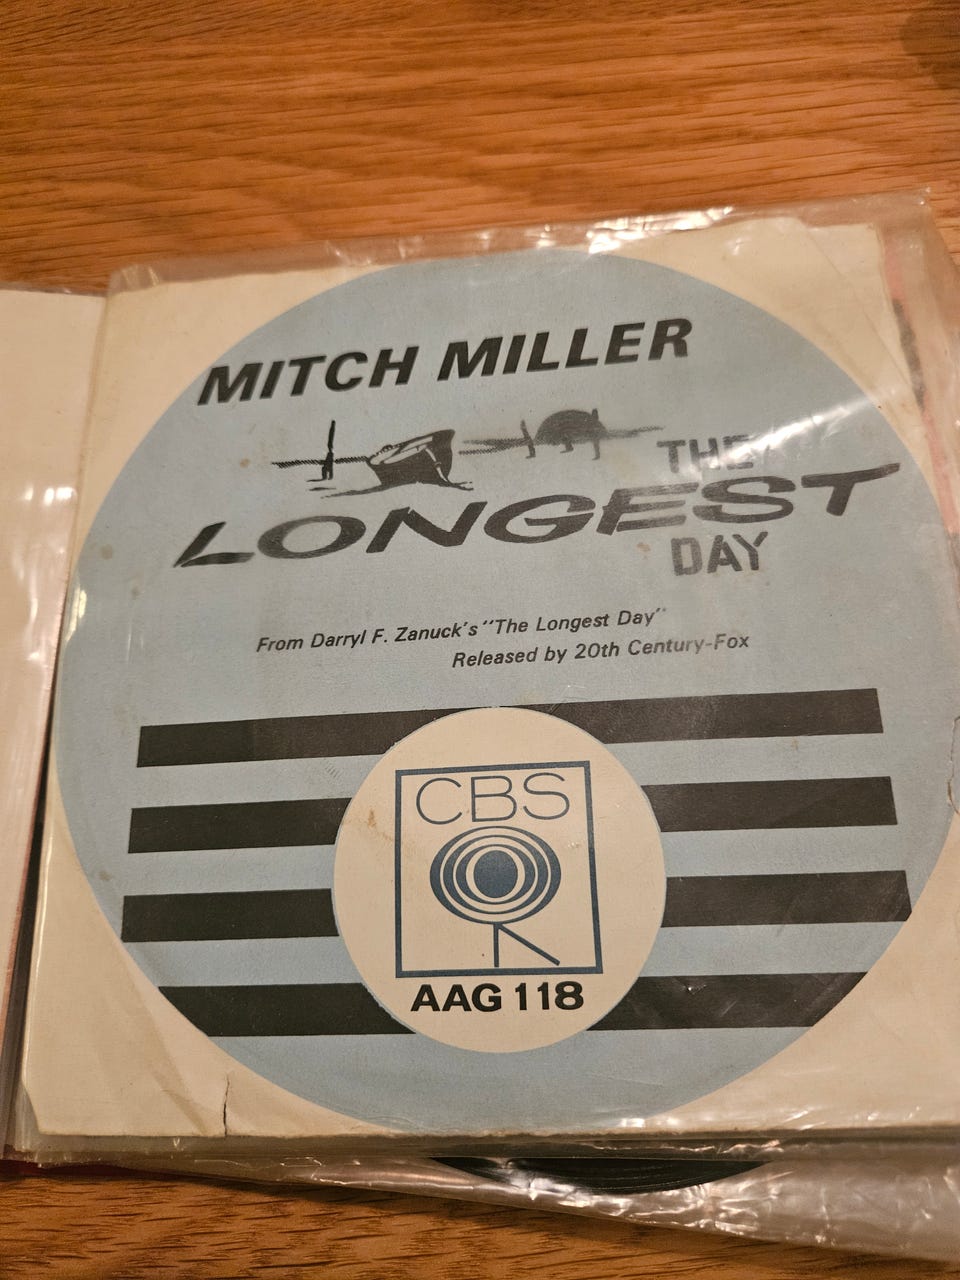 MITCH MILLER
THE
LONGEST
DAY
From Darryl F. Zanuck's "The Longest Day"
Released by 20th Century-Fox
CBS
AAG 118